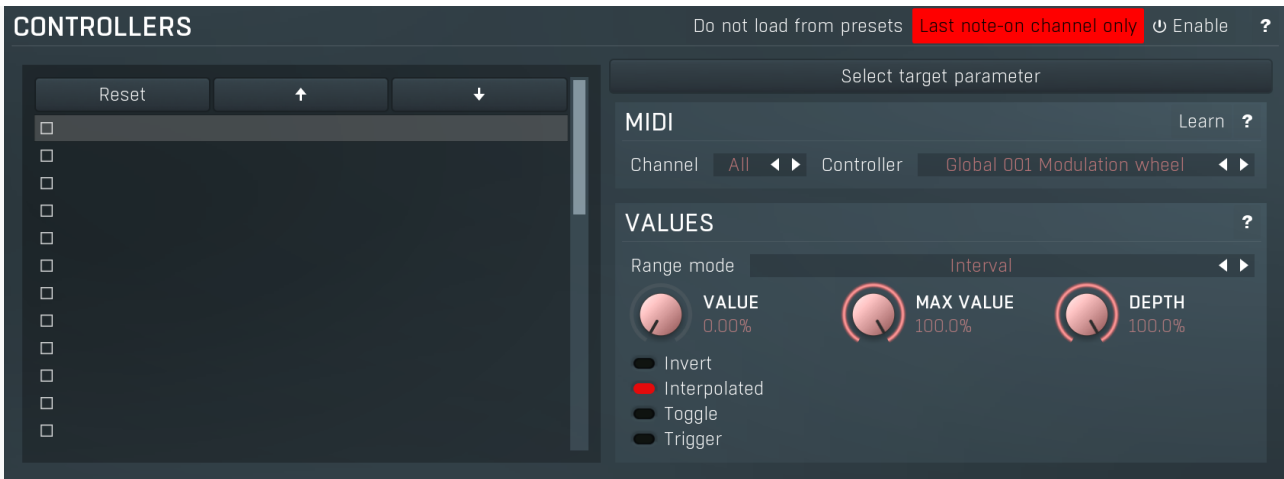 CONTROLLERS Do not load from presets Last note-on channel only Enable ?
Reset
Select target parameter
MIDI Learn ?
Channel All Controller Global 001 Modulation wheel
VALUES ?
Range mode Interval
VALUE MAX VALUE DEPTH
0.00% 100.0% 100.0%
Invert
Interpolated
Toggle
Trigger